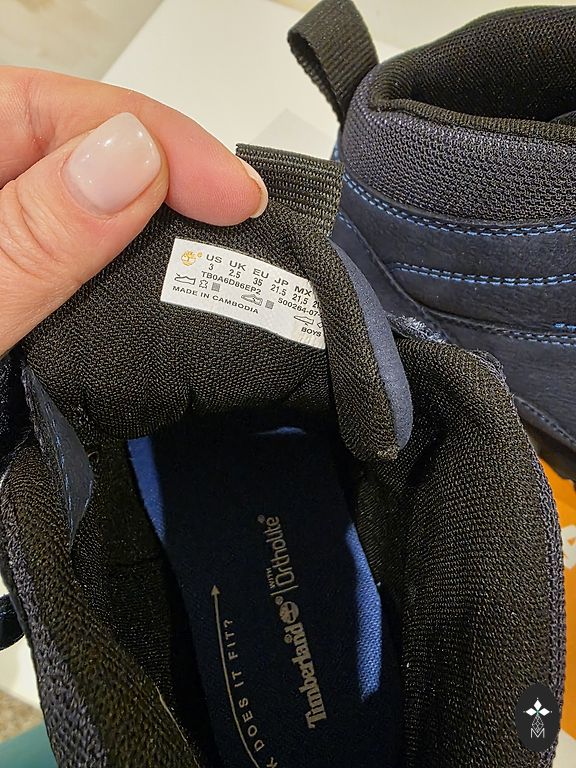 US UK EU JP MX
3 2.5 35 21.5 21.5
TB0A6D86EP2
MADE IN CAMBODIA
BOYS
Timberland® | WITH Ortholite®
DOES IT FIT?
M